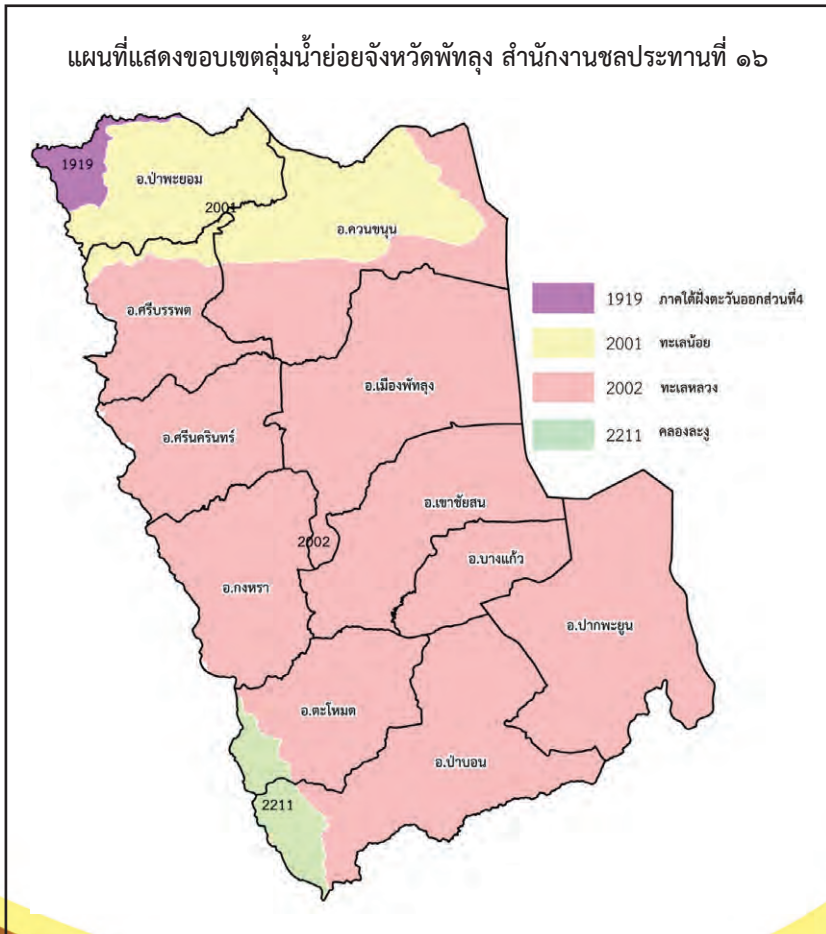 แผนที่แสดงขอบเขตลุ่มน้ำย่อยจังหวัดพัทลุง สำนักงานชลประทานที่ ๑๖
1919
อ.ป่าพะยอม
2001
อ.ควนขนุน
1919 ภาคใต้ฝั่งตะวันออกส่วนที่4
2001 ทะเลน้อย
2002 ทะเลหลวง
2211 คลองละงู
อ.ศรีบรรพต
อ.เมืองพัทลุง
อ.ศรีนครินทร์
อ.เขาชัยสน
2002
อ.บางแก้ว
อ.กงหรา
อ.ปากพะยูน
อ.ตะโหมด
อ.ป่าบอน
2211